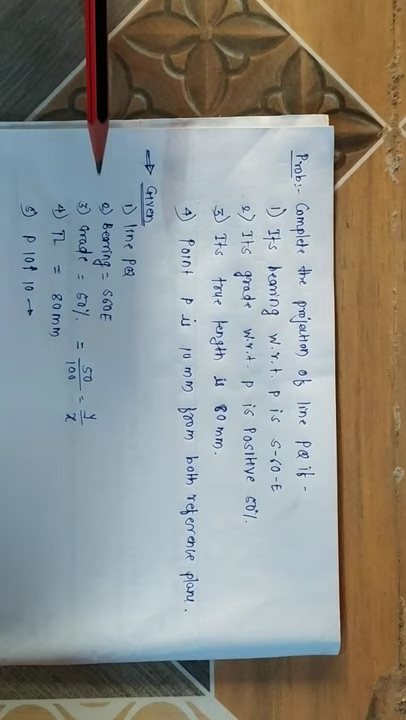 Prob:- Complete the projection of line PQ if -
1) Its bearing w.r.t. P is S-60-E
2) Its grade w.r.t. P is positive 50%.
3) Its true length is 80 mm.
4) Point P is 10 mm from both reference plane.
→ Given
1) line PQ
2) Bearing = S60E
3) Grade = 50%. = 50/100 = y/x
4) TL = 80 mm
5) P 10↑ 10 →